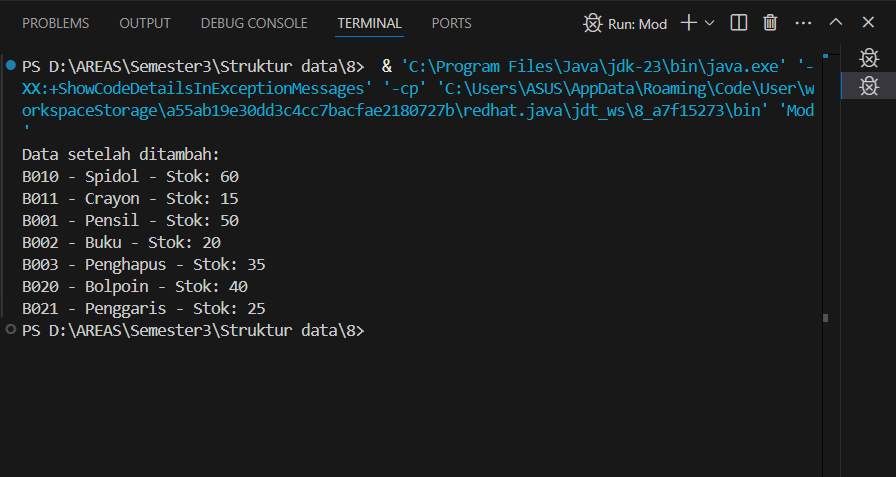 PROBLEMS OUTPUT DEBUG CONSOLE TERMINAL PORTS Run: Mod
PS D:\AREAS\Semester3\Struktur data\8>  & 'C:\Program Files\Java\jdk-23\bin\java.exe' '-
XX:+ShowCodeDetailsInExceptionMessages' '-cp' 'C:\Users\ASUS\AppData\Roaming\Code\User\w
orkspaceStorage\a55ab19e30dd3c4cc7bacfae2180727b\redhat.java\jdt_ws\8_a7f15273\bin' 'Mod
'
Data setelah ditambah:
B010 - Spidol - Stok: 60
B011 - Crayon - Stok: 15
B001 - Pensil - Stok: 50
B002 - Buku - Stok: 20
B003 - Penghapus - Stok: 35
B020 - Bolpoin - Stok: 40
B021 - Penggaris - Stok: 25
PS D:\AREAS\Semester3\Struktur data\8>